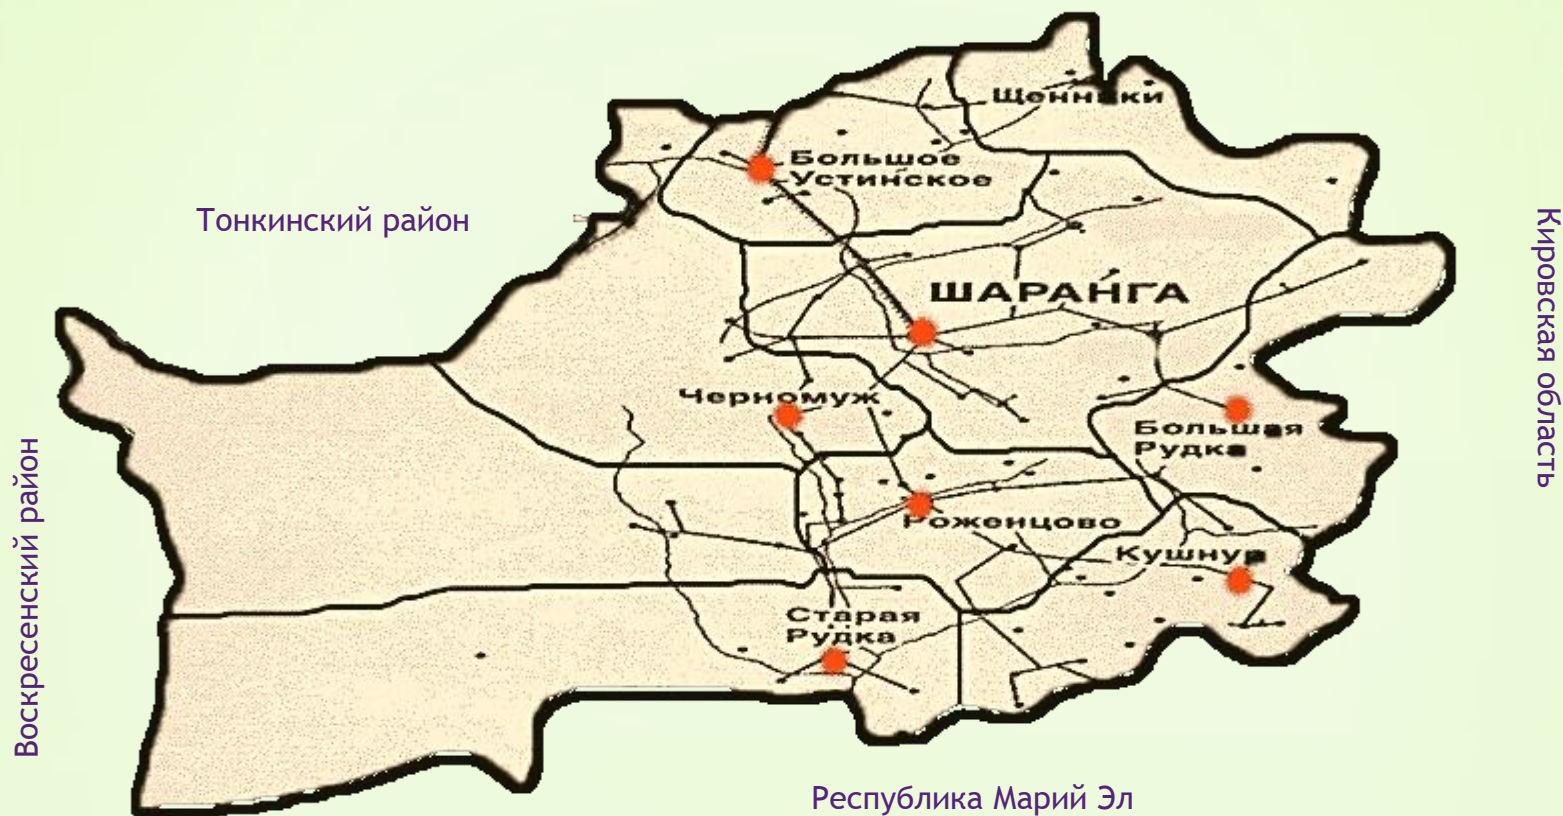 Щенники
Большое
Устинское
Тонкинский район
Кировская область
ШАРАНГА
Черномуж
Большая
Рудка
Воскресенский район
Роженцово
Кушнур
Старая
Рудка
Республика Марий Эл